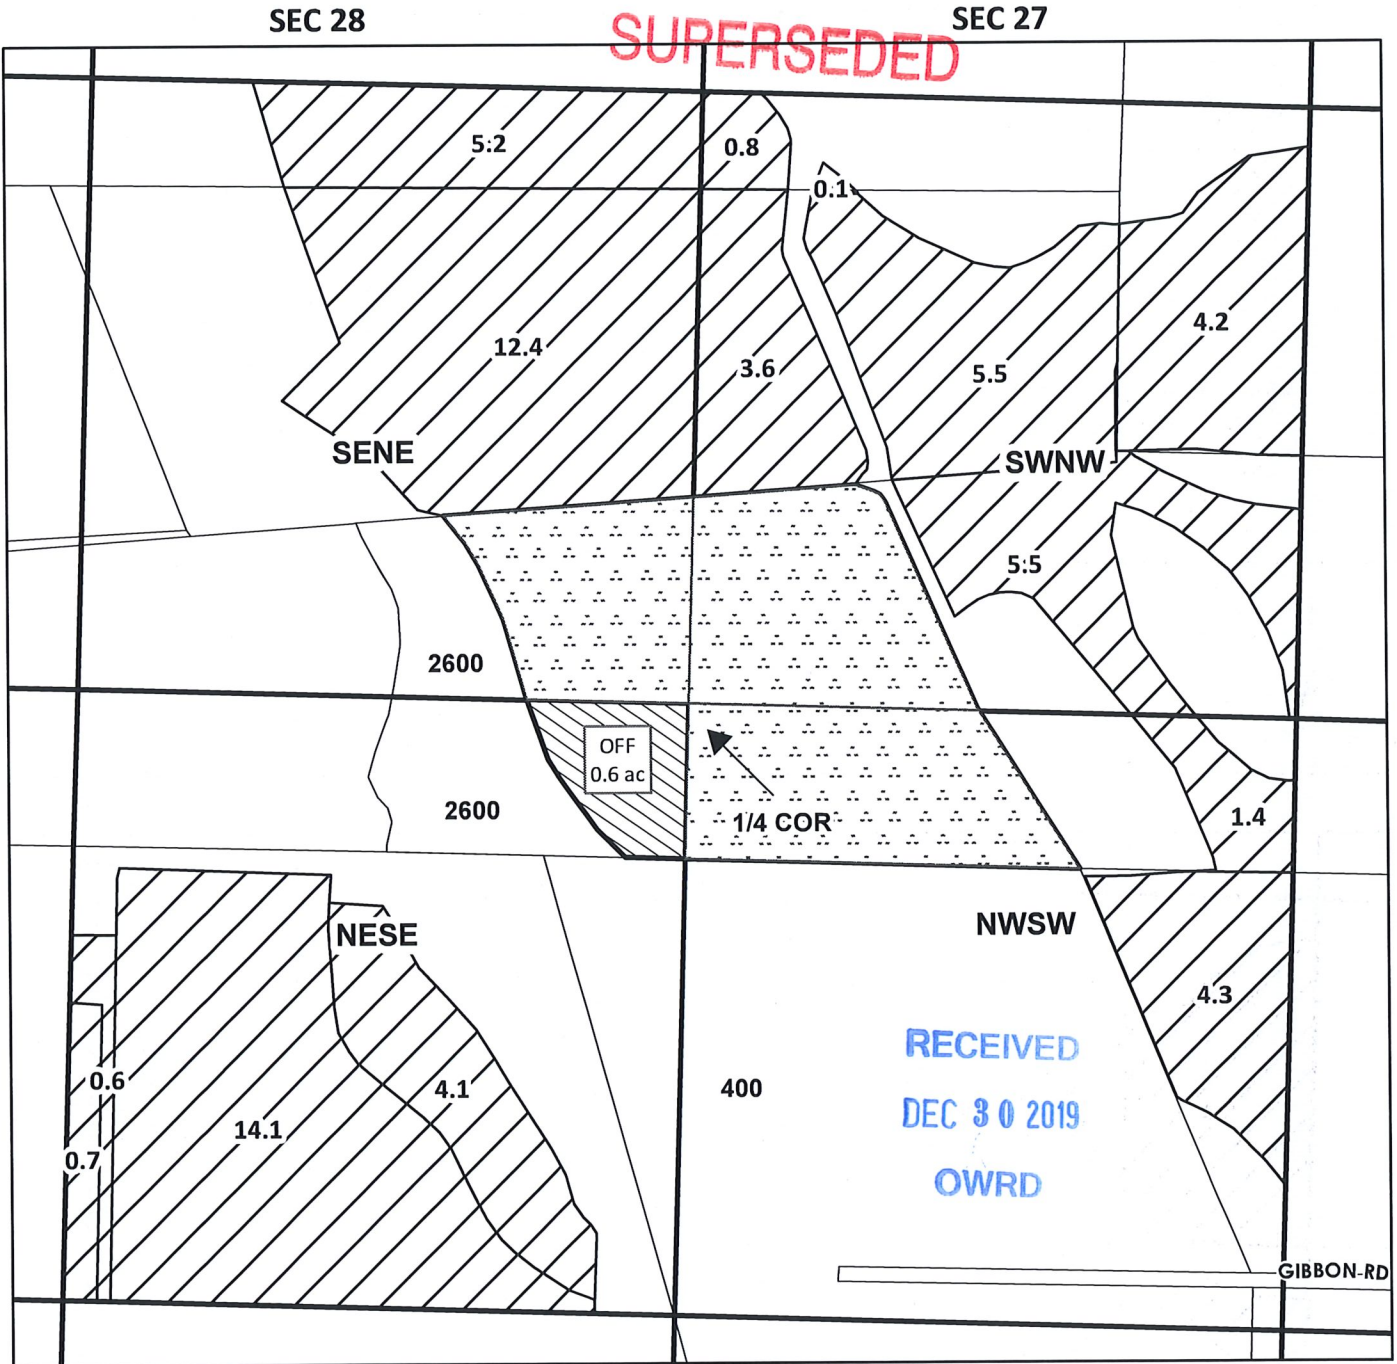 SEC 28
SEC 27
SUPERSEDED
5:2
0.8
0.1
4.2
12.4
3.6
5.5
SENE
SWNW
5:5
2600
OFF
0.6 ac
2600
1/4 COR
1.4
NESE
NWSW
4.3
RECEIVED
0.6
4.1
400
DEC 30 2019
14.1
0.7
OWRD
GIBBON-RD